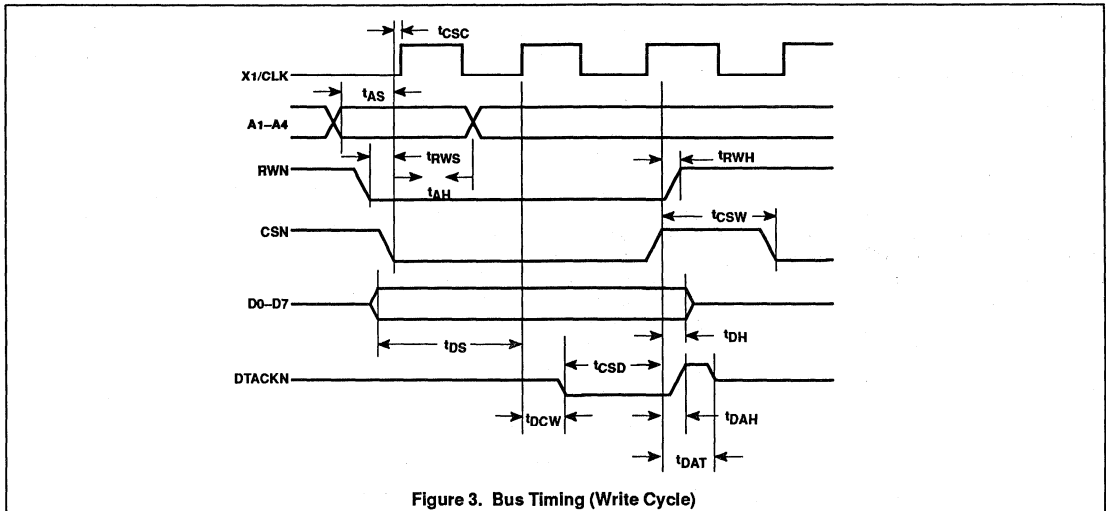 tCSC
X1/CLK
tAS
A1–A4
tRWS
tRWH
RWN
tAH
tCSW
CSN
D0–D7
tDH
tDS
tCSD
DTACKN
tDCW
tDAH
tDAT
Figure 3. Bus Timing (Write Cycle)